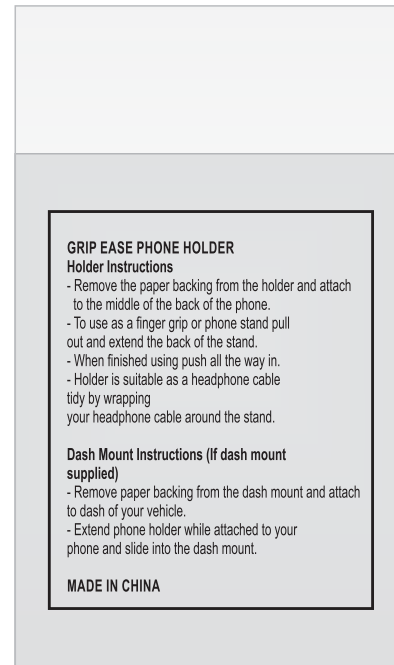 GRIP EASE PHONE HOLDER
Holder Instructions
- Remove the paper backing from the holder and attach
to the middle of the back of the phone.
- To use as a finger grip or phone stand pull
out and extend the back of the stand.
- When finished using push all the way in.
- Holder is suitable as a headphone cable
tidy by wrapping
your headphone cable around the stand.
Dash Mount Instructions (If dash mount
supplied)
- Remove paper backing from the dash mount and attach
to dash of your vehicle.
- Extend phone holder while attached to your
phone and slide into the dash mount.
MADE IN CHINA